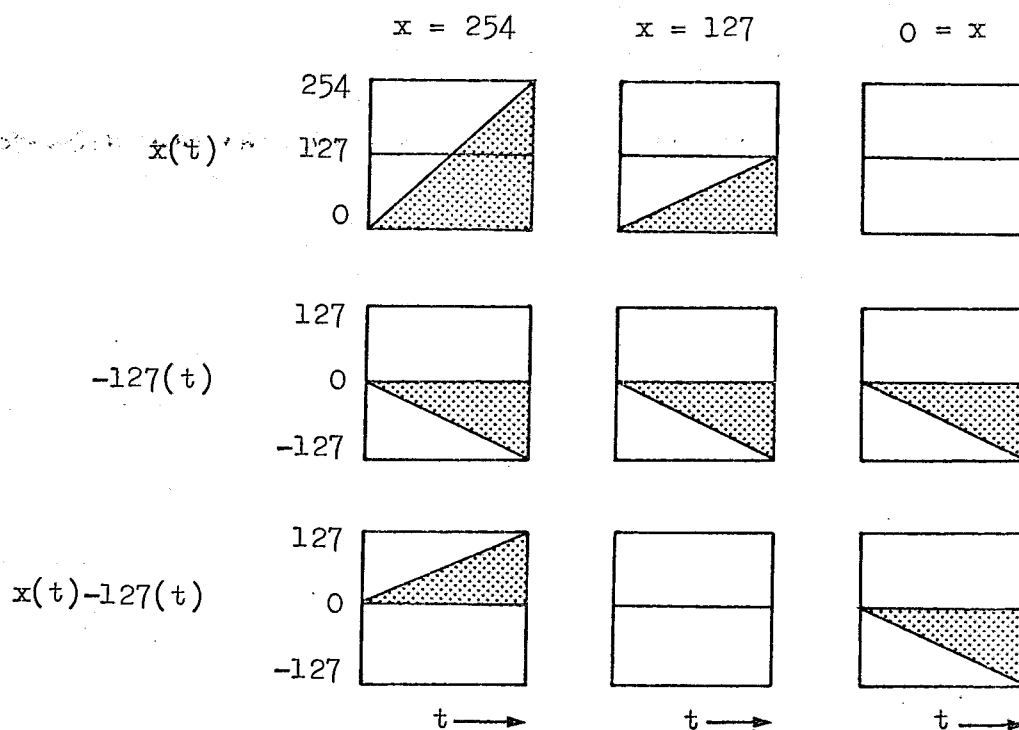 x = 254 x = 127 0 = x
254
x(t) 127
0
127
-127(t) 0
-127
127
x(t)-127(t) 0
-127
t t t